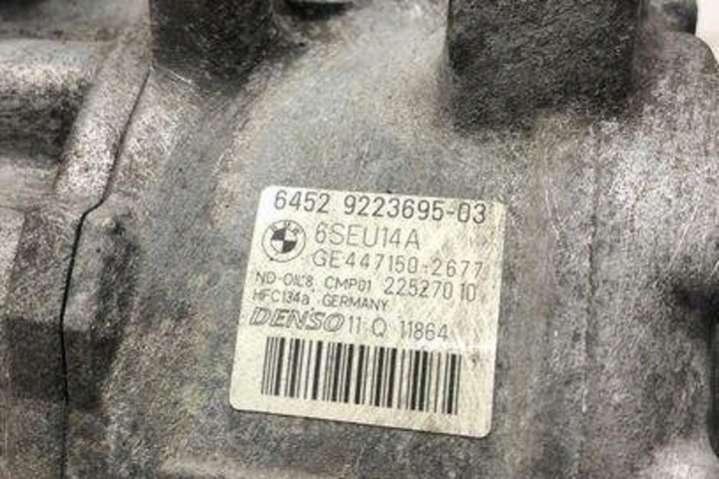 6452 9223695-03
6SEU14A
GE447150-2677
ND-OIL8 CMP01 22527010
HFC134a GERMANY
DENSO 11 Q 11864